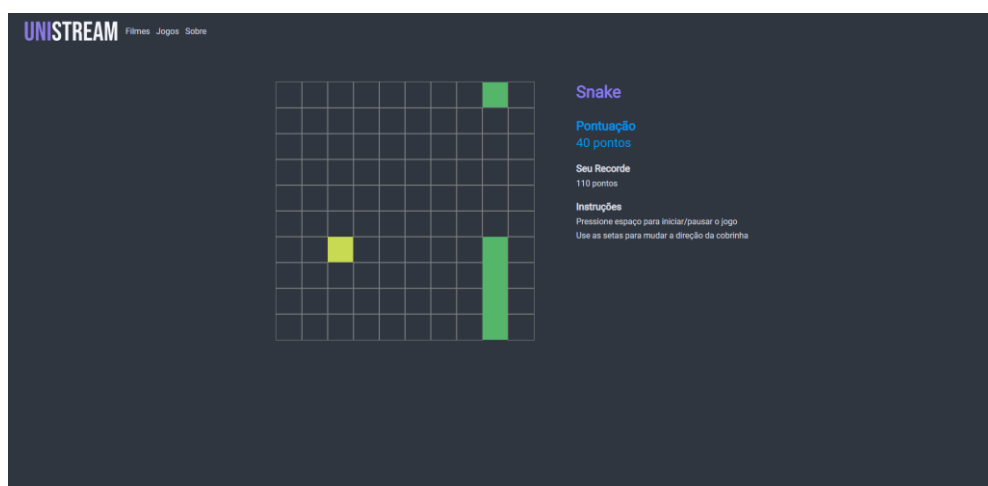 UNISTREAM Filmes Jogos Sobre
Snake
Pontuação
40 pontos
Seu Recorde
110 pontos
Instruções
Pressione espaço para iniciar/pausar o jogo
Use as setas para mudar a direção da cobrinha